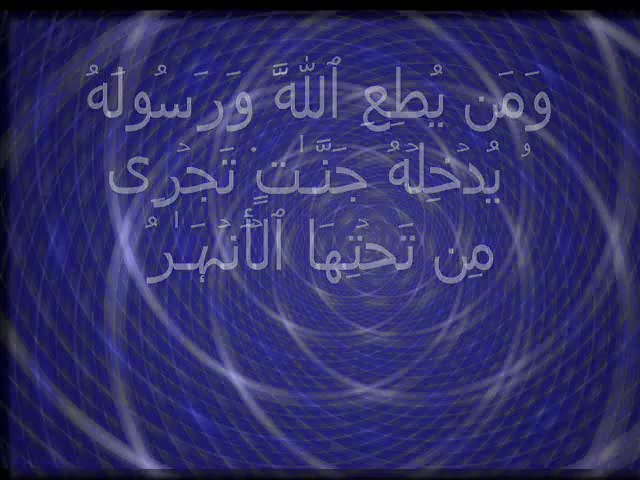 وَمَن يُطِعِ ٱللَّهَ وَرَسُولَهُ
ۥ يُدْخِلْهُ جَنَّـٰتٍۢ تَجْرِى
مِن تَحْتِهَا ٱلْأَنْهَـٰرُ